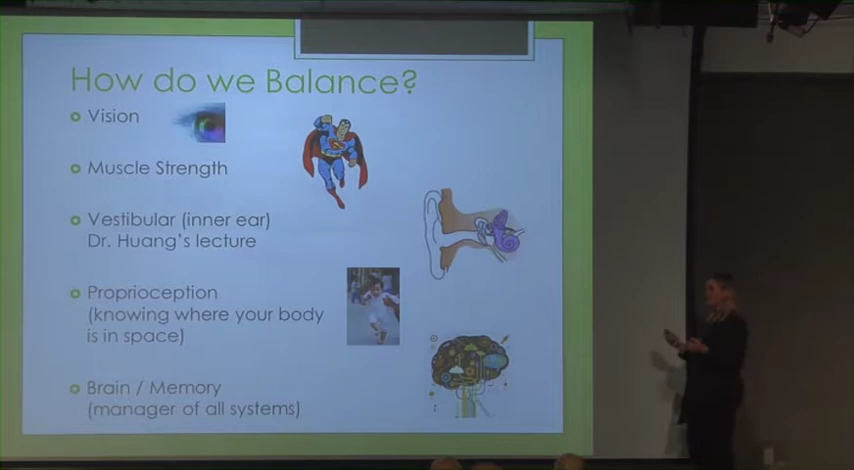 How do we Balance?
Vision
Muscle Strength
Vestibular (inner ear)
Dr. Huang's lecture
Proprioception
(knowing where your body
is in space)
Brain / Memory
(manager of all systems)